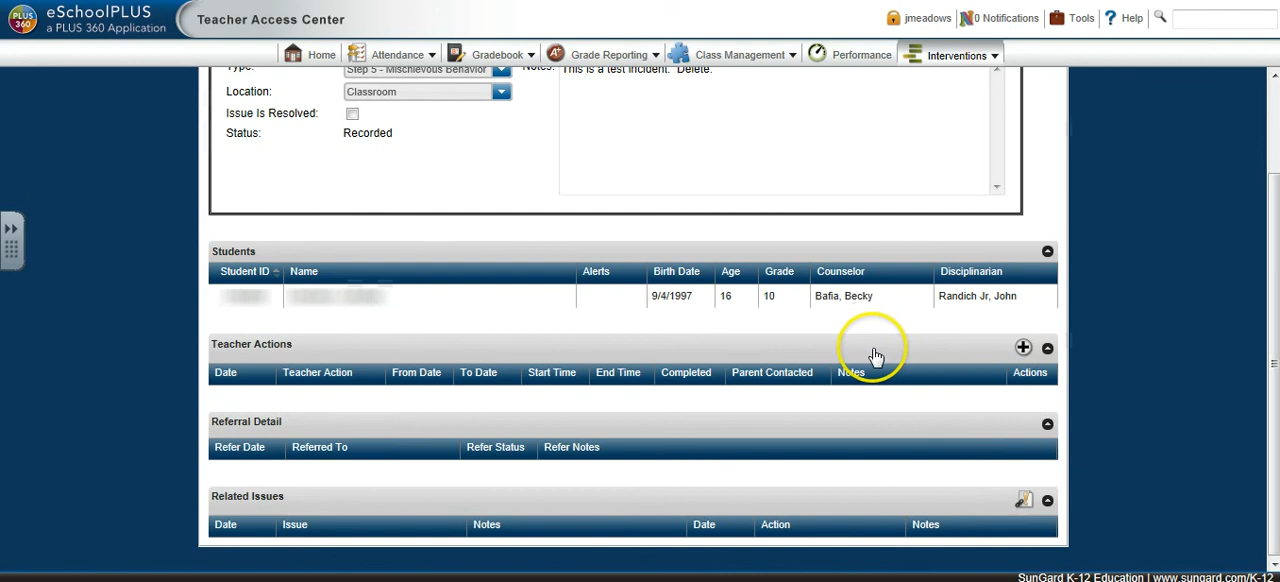 eSchoolPLUS
a PLUS 360 Application
PLUS 360
Teacher Access Center
jmeadows 0 Notifications Tools ? Help
Home Attendance Gradebook Grade Reporting Class Management Performance Interventions
Type: Step 5 - Mischievous Behavior Notes: This is a test incident. Delete.
Location: Classroom
Issue Is Resolved:
Status: Recorded
Students
Student ID Name Alerts Birth Date Age Grade Counselor Disciplinarian
9/4/1997 16 10 Bafia, Becky Randich Jr, John
Teacher Actions
Date Teacher Action From Date To Date Start Time End Time Completed Parent Contacted Notes Actions
Referral Detail
Refer Date Referred To Refer Status Refer Notes
Related Issues
Date Issue Notes Date Action Notes
SunGard K-12 Education | www.sungard.com/K-12